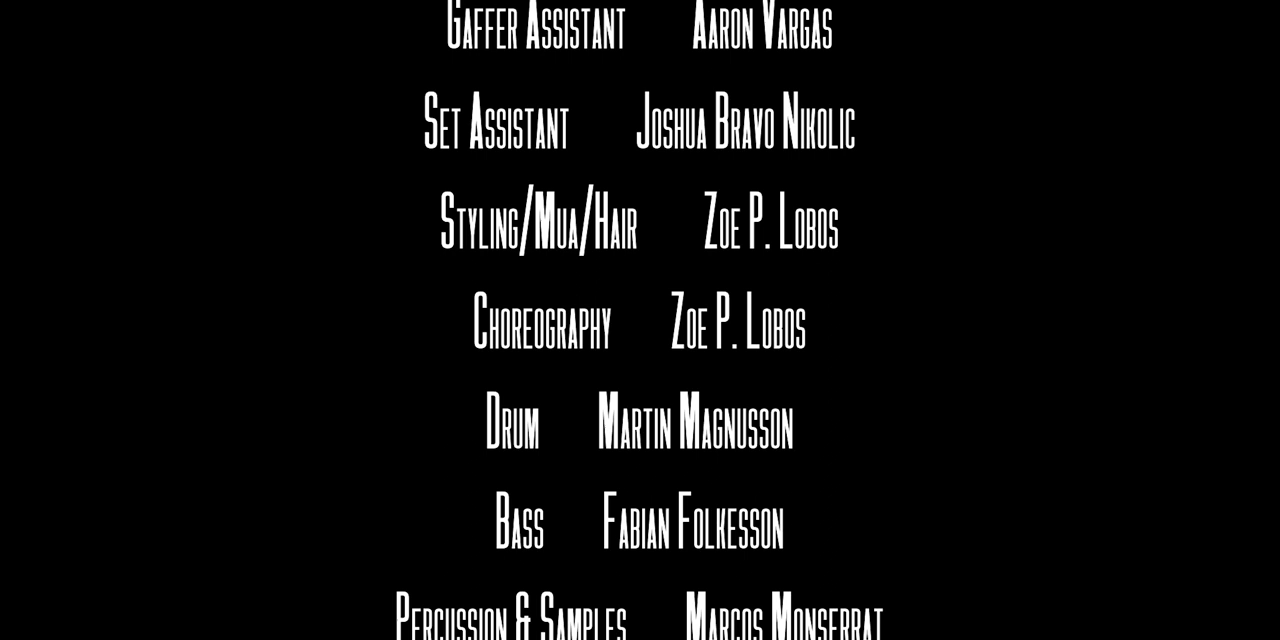 Gaffer Assistant Aaron Vargas
Set Assistant Joshua Bravo Nikolic
Styling/Mua/Hair Zoe P. Lobos
Choreography Zoe P. Lobos
Drum Martin Magnusson
Bass Fabian Folkesson
Percussion & Samples Marcos Monserrat